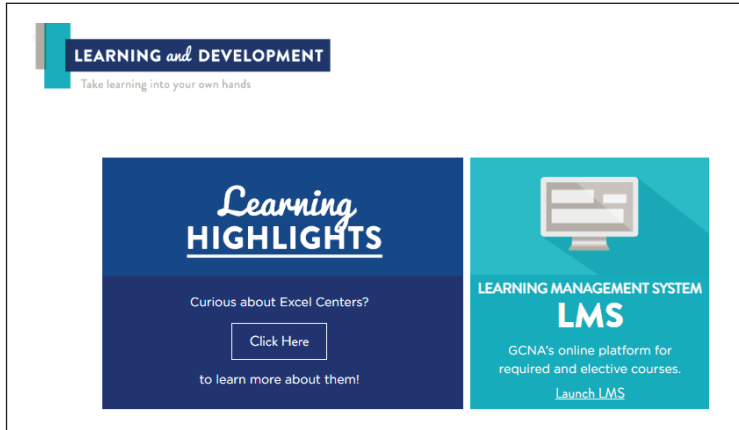 LEARNING and DEVELOPMENT
Take learning into your own hands
Learning
HIGHLIGHTS
Curious about Excel Centers?
Click Here
to learn more about them!
LEARNING MANAGEMENT SYSTEM
LMS
GCNA's online platform for
required and elective courses.
Launch LMS